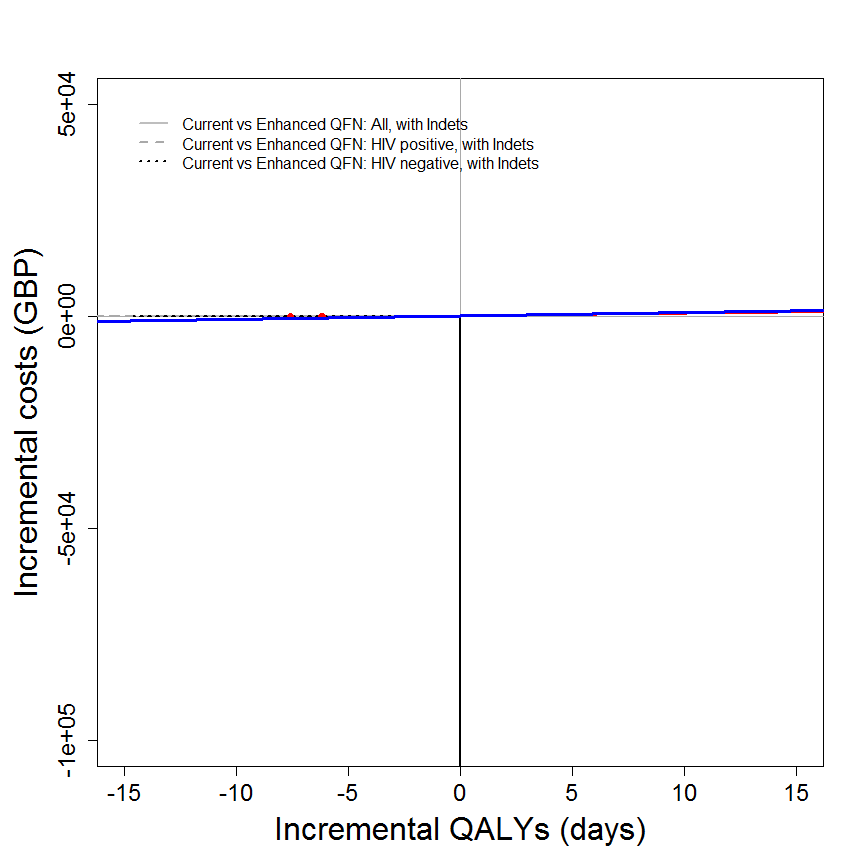 Current vs Enhanced QFN: All, with Indets
Current vs Enhanced QFN: HIV positive, with Indets
Current vs Enhanced QFN: HIV negative, with Indets
Incremental costs (GBP)
5e+04
0e+00
-5e+04
-1e+05
-15 -10 -5 0 5 10 15
Incremental QALYs (days)